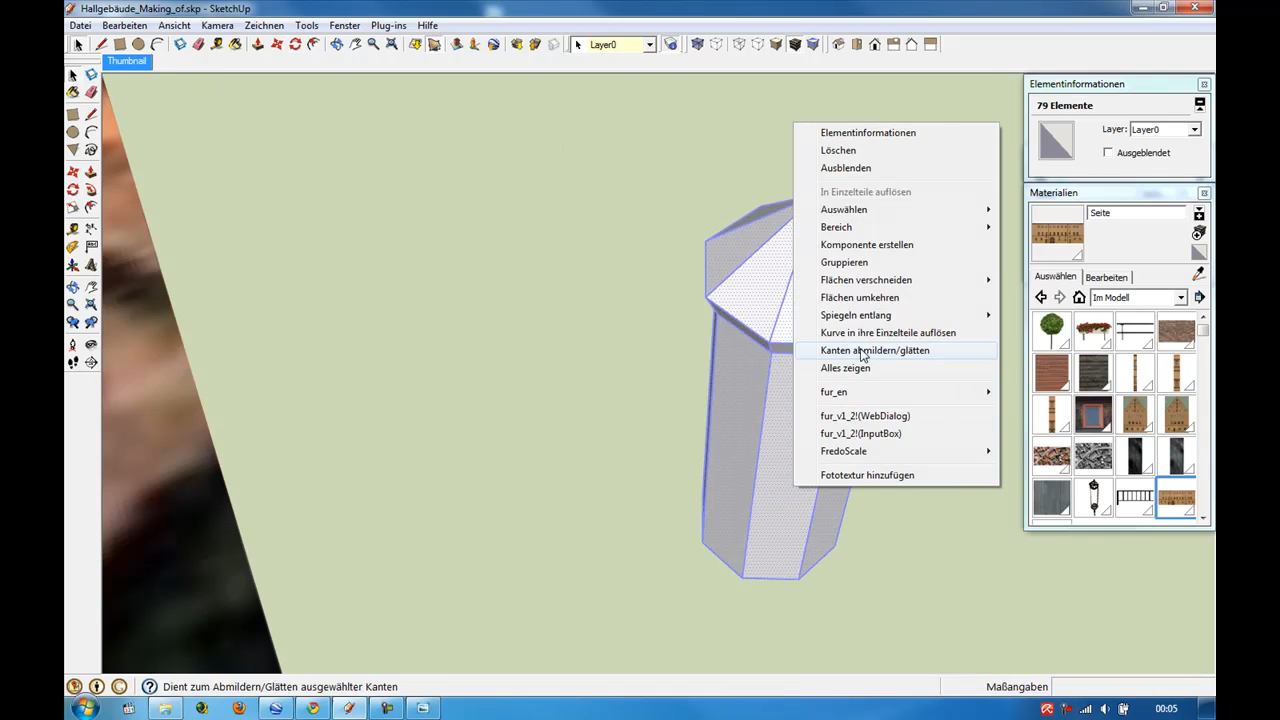 Hallgebäude_Making_of.skp - SketchUp
Datei Bearbeiten Ansicht Kamera Zeichnen Tools Fenster Plug-ins Hilfe
Layer0
Thumbnail
Elementinformationen
79 Elemente
Layer: Layer0
Ausgeblendet
Materialien
Seite
Auswählen Bearbeiten
Im Modell
Elementinformationen
Löschen
Ausblenden
In Einzelteile auflösen
Auswählen
Bereich
Komponente erstellen
Gruppieren
Flächen verschneiden
Flächen umkehren
Spiegeln entlang
Kurve in ihre Einzelteile auflösen
Kanten abmildern/glätten
Alles zeigen
fur_en
fur_v1_2!(WebDialog)
fur_v1_2!(InputBox)
FredoScale
Fototextur hinzufügen
Dient zum Abmildern/Glätten ausgewählter Kanten
Maßangaben
00:05